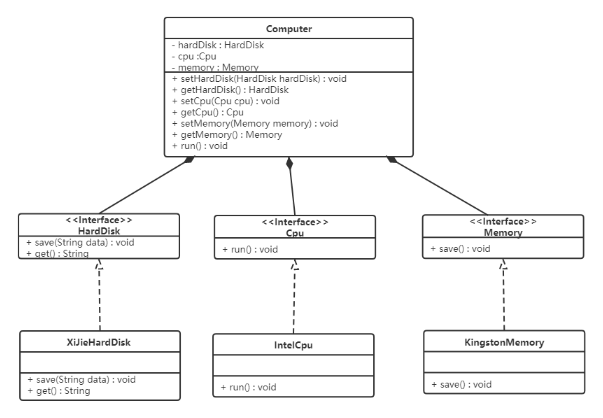 Computer
- hardDisk : HardDisk
- cpu :Cpu
- memory : Memory
+ setHardDisk(HardDisk hardDisk) : void
+ getHardDisk() : HardDisk
+ setCpu(Cpu cpu) : void
+ getCpu() : Cpu
+ setMemory(Memory memory) : void
+ getMemory() : Memory
+ run() : void
<<Interface>>
HardDisk
+ save(String data) : void
+ get() : String
<<Interface>>
Cpu
+ run() : void
<<Interface>>
Memory
+ save() : void
XiJieHardDisk
+ save(String data) : void
+ get() : String
IntelCpu
+ run() : void
KingstonMemory
+ save() : void